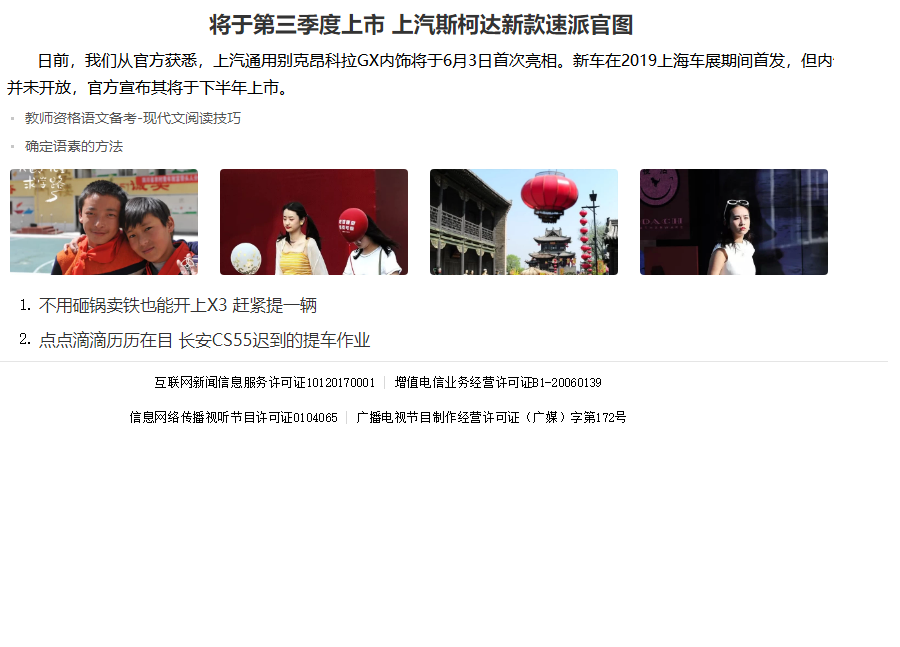 将于第三季度上市 上汽斯柯达新款速派官图
日前，我们从官方获悉，上汽通用别克昂科拉GX内饰将于6月3日首次亮相。新车在2019上海车展期间首发，但内
并未开放，官方宣布其将于下半年上市。
教师资格语文备考-现代文阅读技巧
确定语素的方法
1. 不用砸锅卖铁也能开上X3 赶紧提一辆
2. 点点滴滴历历在目 长安CS55迟到的提车作业
互联网新闻信息服务许可证10120170001 | 增值电信业务经营许可证B1-20060139
信息网络传播视听节目许可证0104065 | 广播电视节目制作经营许可证（广媒）字第172号